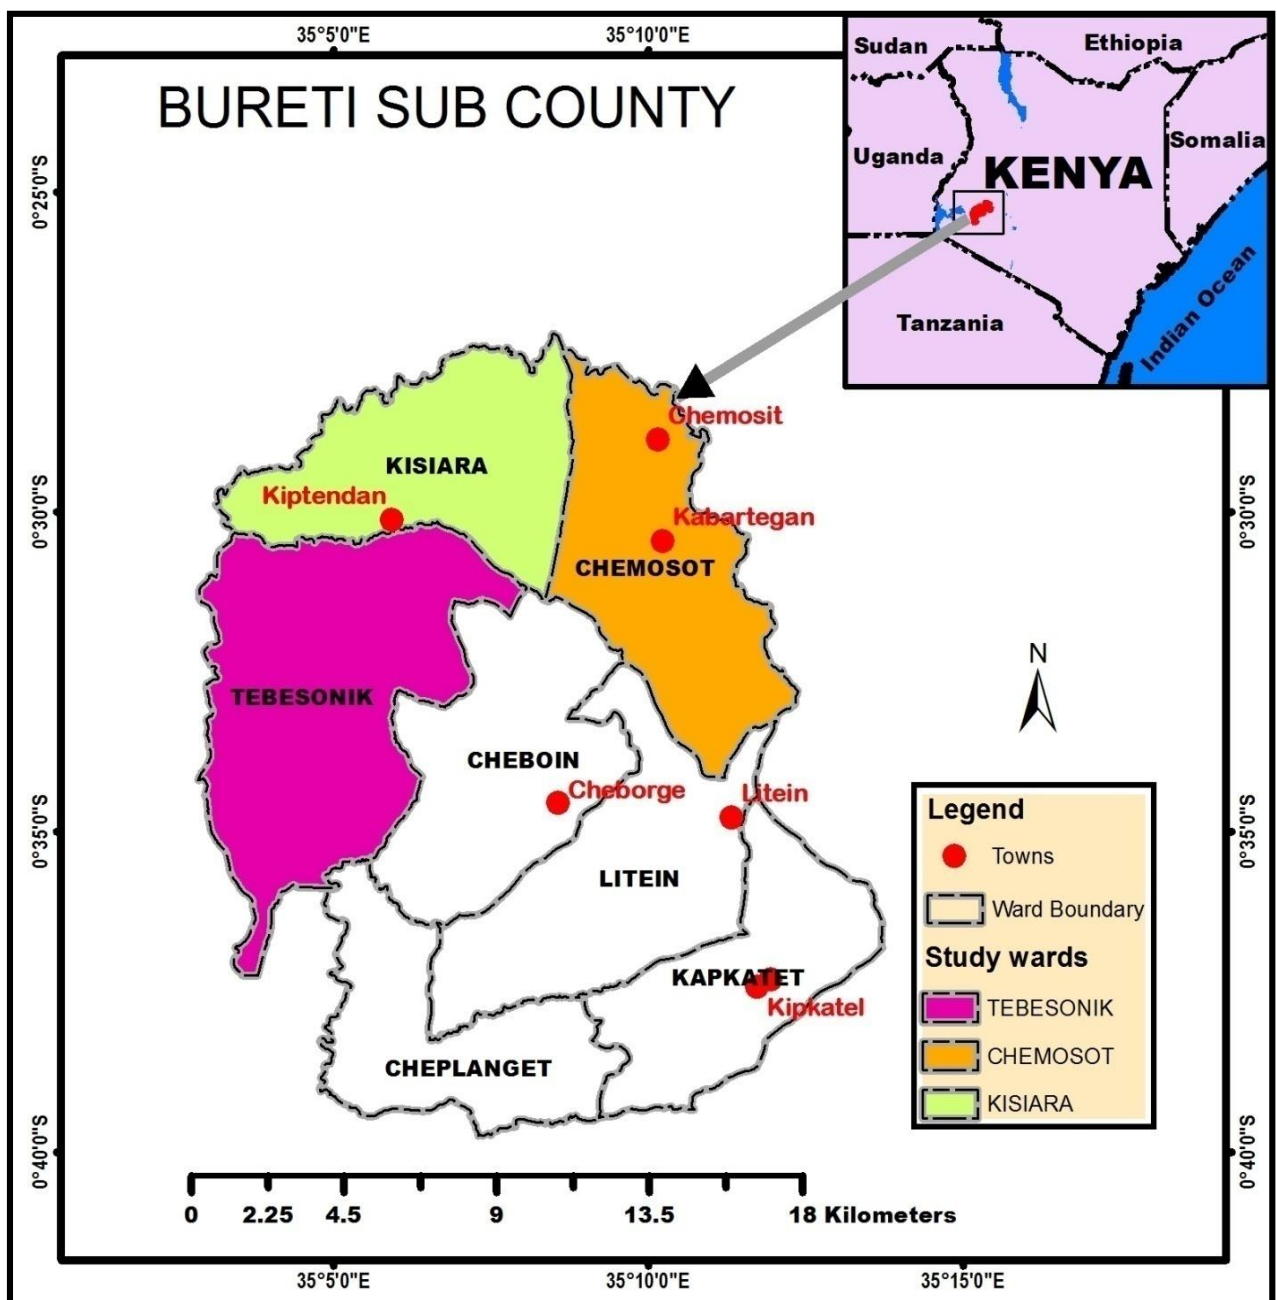 35°5'0"E
35°10'0"E
BURETI SUB COUNTY
Sudan
Ethiopia
Uganda
KENYA
Somalia
Tanzania
Indian Ocean
0°25'0"S
Chemosit
KISIARA
Kiptendan
Kabartegan
CHEMOSOT
0°30'0"S
0°30'0"S
TEBESONIK
N
CHEBOIN
Cheborge
Litein
LITEIN
0°35'0"S
0°35'0"S
KAPKATET
Kipkatel
CHEPLANGET
Legend
Towns
Ward Boundary
Study wards
TEBESONIK
CHEMOSOT
KISIARA
0°40'0"S
0°40'0"S
0 2.25 4.5 9 13.5 18 Kilometers
35°5'0"E
35°10'0"E
35°15'0"E